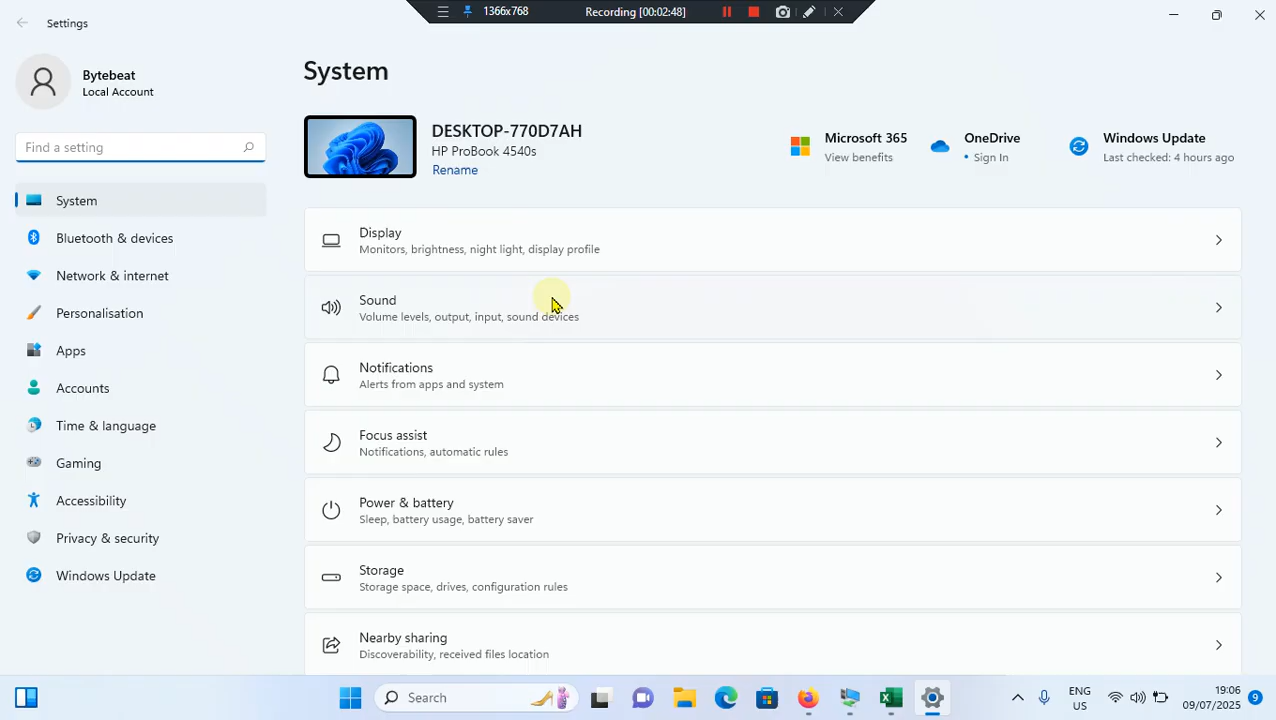 1366x768
Recording [00:02:48]
Settings
Bytebeat
Local Account
Find a setting
System
Bluetooth & devices
Network & internet
Personalisation
Apps
Accounts
Time & language
Gaming
Accessibility
Privacy & security
Windows Update
System
DESKTOP-770D7AH
HP ProBook 4540s
Rename
Microsoft 365
View benefits
OneDrive
• Sign In
Windows Update
Last checked: 4 hours ago
Display
Monitors, brightness, night light, display profile
Sound
Volume levels, output, input, sound devices
Notifications
Alerts from apps and system
Focus assist
Notifications, automatic rules
Power & battery
Sleep, battery usage, battery saver
Storage
Storage space, drives, configuration rules
Nearby sharing
Discoverability, received files location
Search
ENG
US
19:06
09/07/2025
9